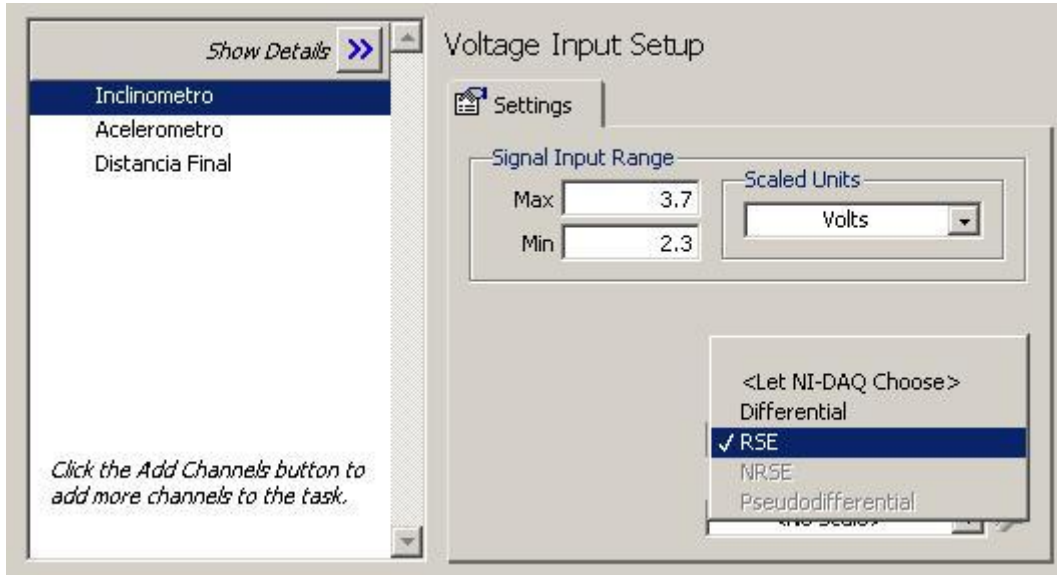 Show Details
Inclinometro
Acelerometro
Distancia Final
Click the Add Channels button to
add more channels to the task.
Voltage Input Setup
Settings
Signal Input Range
Max 3.7
Min 2.3
Scaled Units
Volts
<Let NI-DAQ Choose>
Differential
RSE
NRSE
Pseudodifferential
<No Scale>